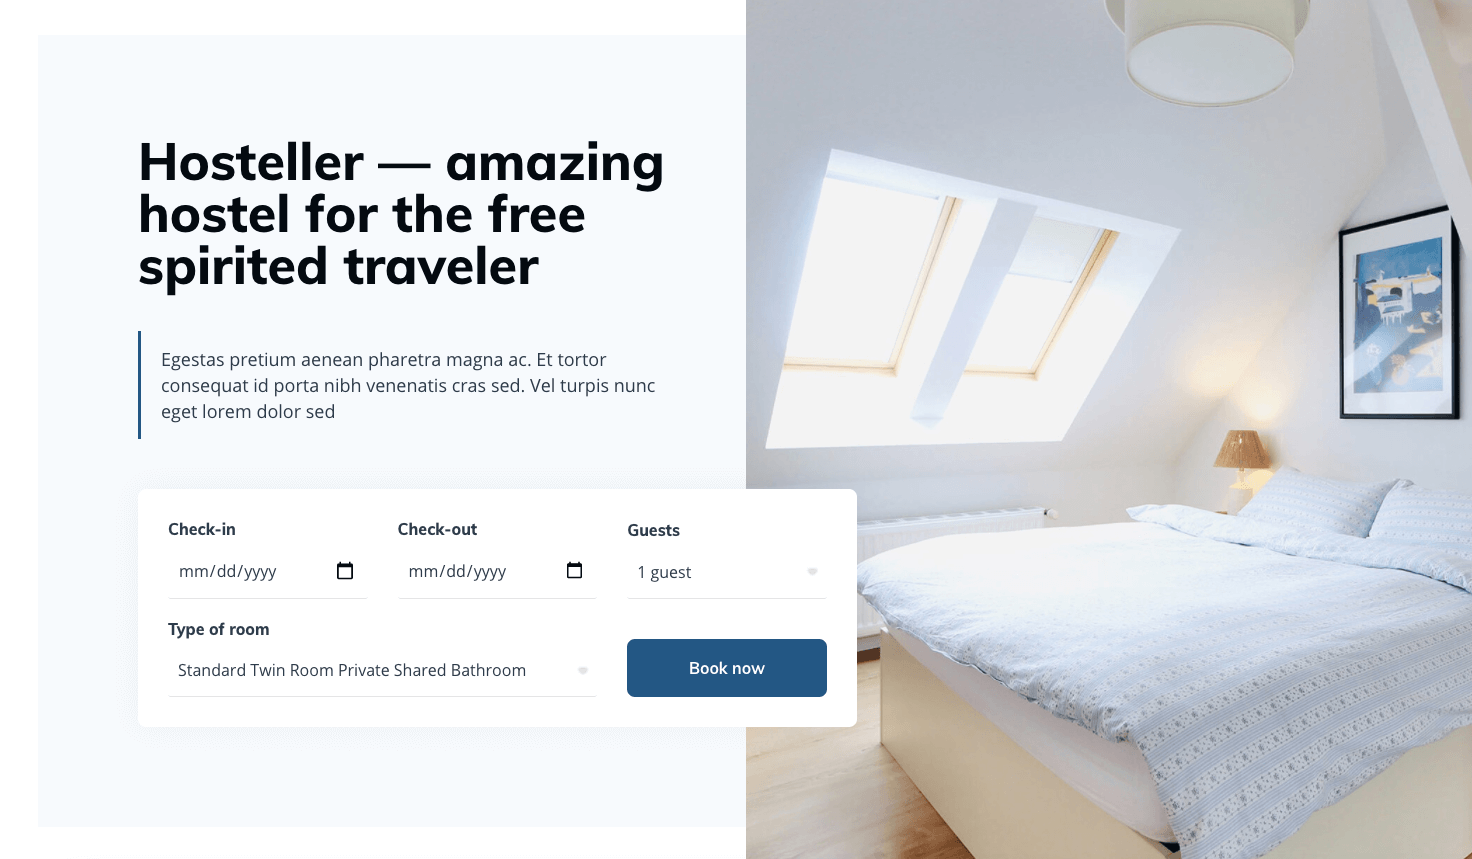 Hosteller — amazing
hostel for the free
spirited traveler
Egestas pretium aenean pharetra magna ac. Et tortor
consequat id porta nibh venenatis cras sed. Vel turpis nunc
eget lorem dolor sed
Check-in
Check-out
Guests
mm/dd/yyyy
mm/dd/yyyy
1 guest
Type of room
Standard Twin Room Private Shared Bathroom
Book now